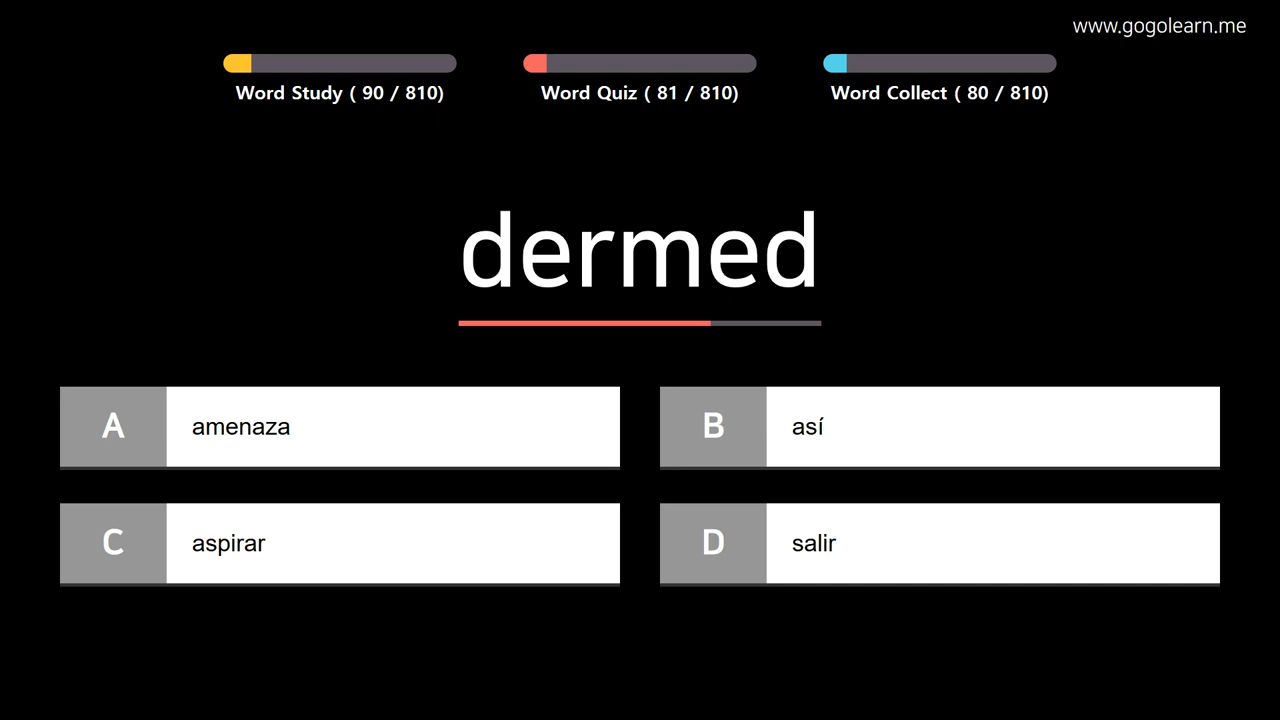 www.gogolearn.me
Word Study ( 90 / 810)
Word Quiz ( 81 / 810)
Word Collect ( 80 / 810)
dermed
A amenaza
B así
C aspirar
D salir